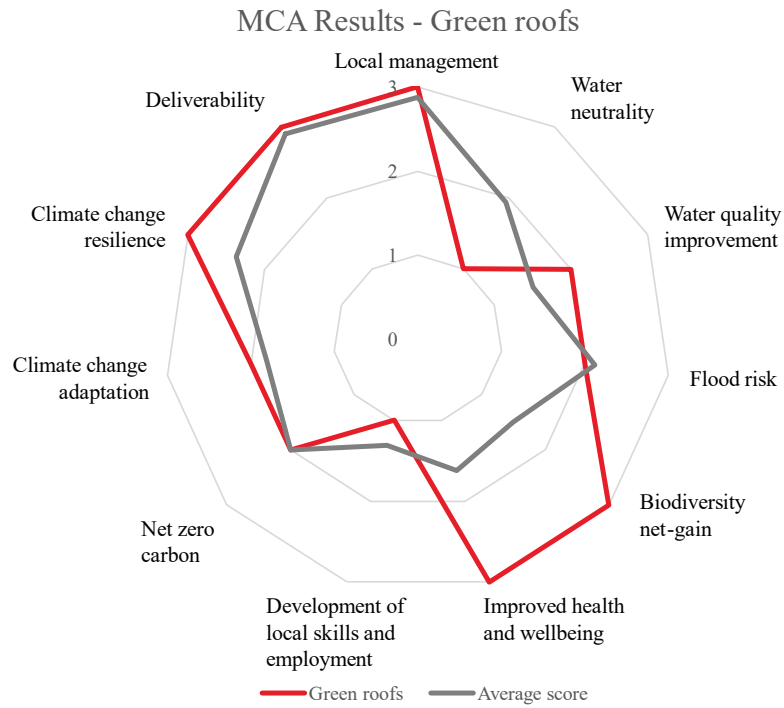 MCA Results - Green roofs
Local management
Water
neutrality
Water quality
improvement
Flood risk
Biodiversity
net-gain
Improved health
and wellbeing
Development of
local skills and
employment
Net zero
carbon
Climate change
adaptation
Climate change
resilience
Deliverability
3
2
1
0
Green roofs
Average score